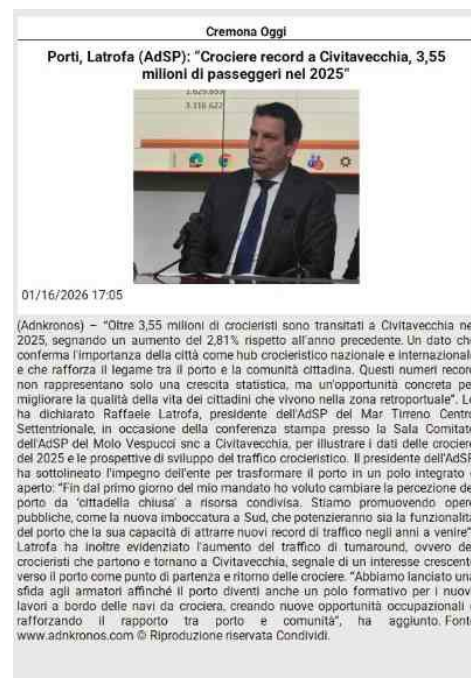 Cremona Oggi
Porti, Latrofa (AdSP): “Crociere record a Civitavecchia, 3,55
milioni di passeggeri nel 2025”
3.316.622
01/16/2026 17:05
(Adnkronos) – “Oltre 3,55 milioni di crocieristi sono transitati a Civitavecchia ne
2025, segnando un aumento del 2,81% rispetto all'anno precedente. Un dato che
conferma l'importanza della città come hub crocieristico nazionale e internazionale
e che rafforza il legame tra il porto e la comunità cittadina. Questi numeri record
non rappresentano solo una crescita statistica, ma un'opportunità concreta pe
migliorare la qualità della vita dei cittadini che vivono nella zona retroportuale”. L
ha dichiarato Raffaele Latrofa, presidente dell'AdSP del Mar Tirreno Centro
Settentrionale, in occasione della conferenza stampa presso la Sala Comitato
dell'AdSP del Molo Vespucci snc a Civitavecchia, per illustrare i dati delle crociere
del 2025 e le prospettive di sviluppo del traffico crocieristico. Il presidente dell'AdSP
ha sottolineato l'impegno dell'ente per trasformare il porto in un polo integrato
aperto: “Fin dal primo giorno del mio mandato ho voluto cambiare la percezione de
porto da ‘cittadella chiusa’ a risorsa condivisa. Stiamo promuovendo opere
pubbliche, come la nuova imboccatura a Sud, che potenzieranno sia la funzionalità
del porto che la sua capacità di attrarre nuovi record di traffico negli anni a venire”
Latrofa ha inoltre evidenziato l'aumento del traffico di turnaround, ovvero de
crocieristi che partono e tornano a Civitavecchia, segnale di un interesse crescente
verso il porto come punto di partenza e ritorno delle crociere. “Abbiamo lanciato una
sfida agli armatori affinché il porto diventi anche un polo formativo per i nuov
lavori a bordo delle navi da crociera, creando nuove opportunità occupazionali
rafforzando il rapporto tra porto e comunità”, ha aggiunto. Font
www.adnkronos.com © Riproduzione riservata Condividi.